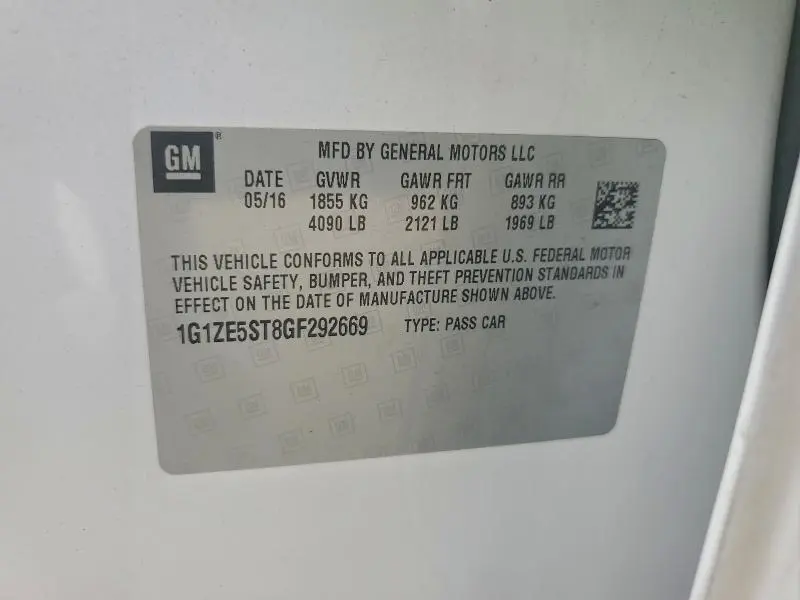 GM®
MFD BY GENERAL MOTORS LLC
DATE GVWR GAWR FRT GAWR RR
05/16 1855 KG 962 KG 893 KG
4090 LB 2121 LB 1969 LB
THIS VEHICLE CONFORMS TO ALL APPLICABLE U.S. FEDERAL MOTOR
VEHICLE SAFETY, BUMPER, AND THEFT PREVENTION STANDARDS IN
EFFECT ON THE DATE OF MANUFACTURE SHOWN ABOVE.
1G1ZE5ST8GF292669 TYPE: PASS CAR